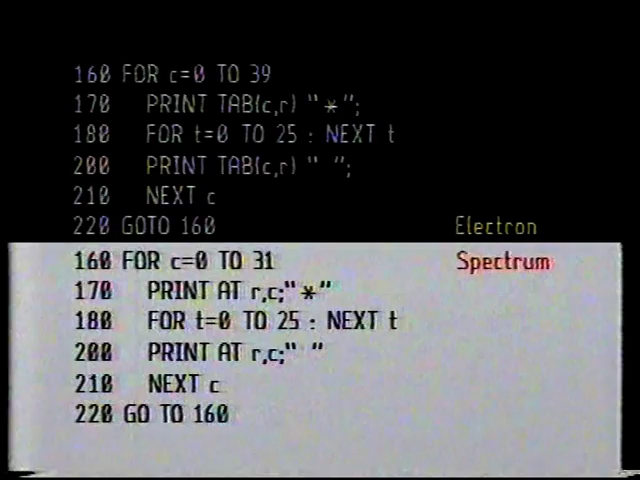 160 FOR c=0 TO 39
170 PRINT TAB(c,r) "*";
180 FOR t=0 TO 25 : NEXT t
200 PRINT TAB(c,r) " ";
210 NEXT c
220 GOTO 160 Electron
160 FOR c=0 TO 31 Spectrum
170 PRINT AT r,c;"*"
180 FOR t=0 TO 25 : NEXT t
200 PRINT AT r,c;" "
210 NEXT c
220 GO TO 160